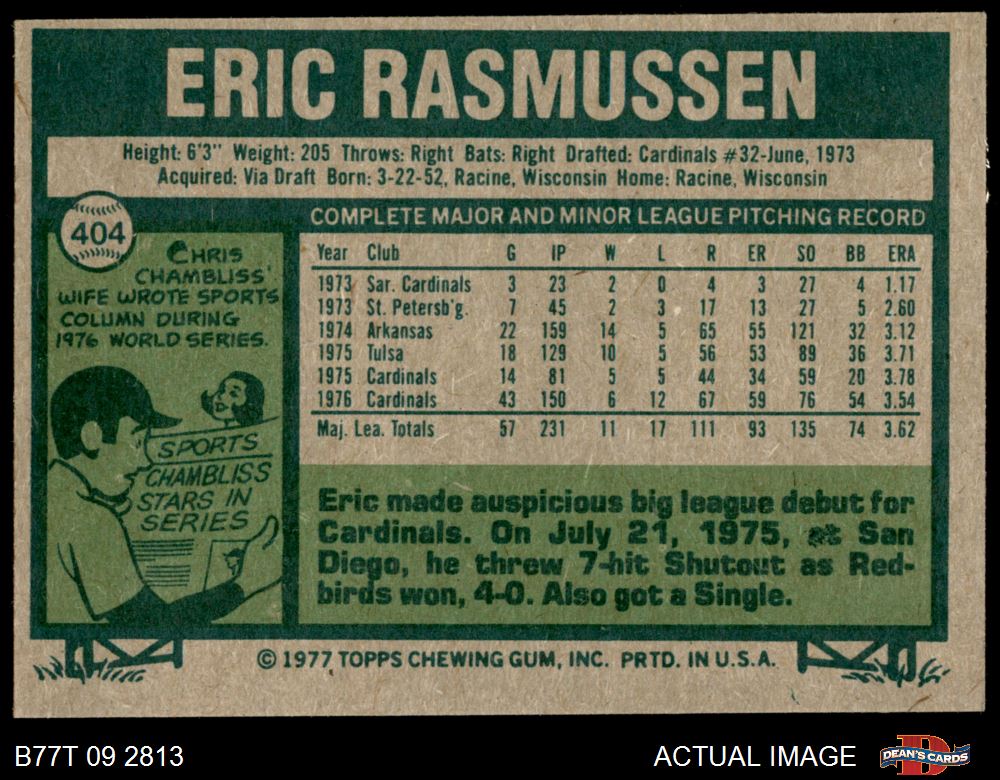 ERIC RASMUSSEN
Height: 6'3" Weight: 205 Throws: Right Bats: Right Drafted: Cardinals #32-June, 1973
Acquired: Via Draft Born: 3-22-52, Racine, Wisconsin Home: Racine, Wisconsin
404
CHRIS
CHAMBLISS'
WIFE WROTE SPORTS
COLUMN DURING
1976 WORLD SERIES.
SPORTS
CHAMBLISS
STARS IN
SERIES
COMPLETE MAJOR AND MINOR LEAGUE PITCHING RECORD
Year Club G IP W L R ER SO BB ERA
1973 Sar. Cardinals 3 23 2 0 4 3 27 4 1.17
1973 St. Petersb'g. 7 45 2 3 17 13 27 5 2.60
1974 Arkansas 22 159 14 5 65 55 121 32 3.12
1975 Tulsa 18 129 10 5 56 53 89 36 3.71
1975 Cardinals 14 81 5 5 44 34 59 20 3.78
1976 Cardinals 43 150 6 12 67 59 76 54 3.54
Maj. Lea. Totals 57 231 11 17 111 93 135 74 3.62
Eric made auspicious big league debut for
Cardinals. On July 21, 1975, at San
Diego, he threw 7-hit Shutout as Red-
birds won, 4-0. Also got a Single.
© 1977 TOPPS CHEWING GUM, INC. PRTD. IN U.S.A.
B77T 09 2813
ACTUAL IMAGE
DEAN'S CARDS